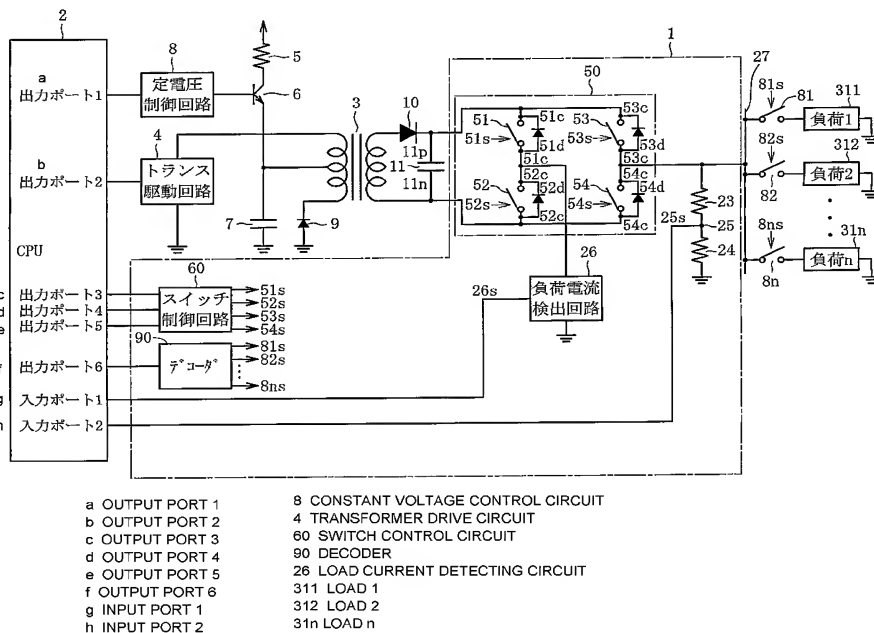 2
1
8
5
27
a
50
81s
81
311
出力ポート1
定電圧
制御回路
6
3
10
負荷1
4
51
51c
53
53c
82s
312
b
11p
51s
51d
53s
53d
出力ポート2
トランス
駆動回路
11
51c
53c
負荷2
11n
52
52c
54
54c
82
52d
54d
23
52s
54s
25s
25
8ns
31n
7
9
52c
54c
24
負荷n
CPU
8n
60
26
c 出力ポート3
スイッチ
制御回路
51s
26s
負荷電流
検出回路
d 出力ポート4
52s
e 出力ポート5
53s
54s
90
81s
f 出力ポート6
デコーダ
82s
8ns
g 入力ポート1
h 入力ポート2
a OUTPUT PORT 1
b OUTPUT PORT 2
c OUTPUT PORT 3
d OUTPUT PORT 4
e OUTPUT PORT 5
f OUTPUT PORT 6
g INPUT PORT 1
h INPUT PORT 2
8 CONSTANT VOLTAGE CONTROL CIRCUIT
4 TRANSFORMER DRIVE CIRCUIT
60 SWITCH CONTROL CIRCUIT
90 DECODER
26 LOAD CURRENT DETECTING CIRCUIT
311 LOAD 1
312 LOAD 2
31n LOAD n